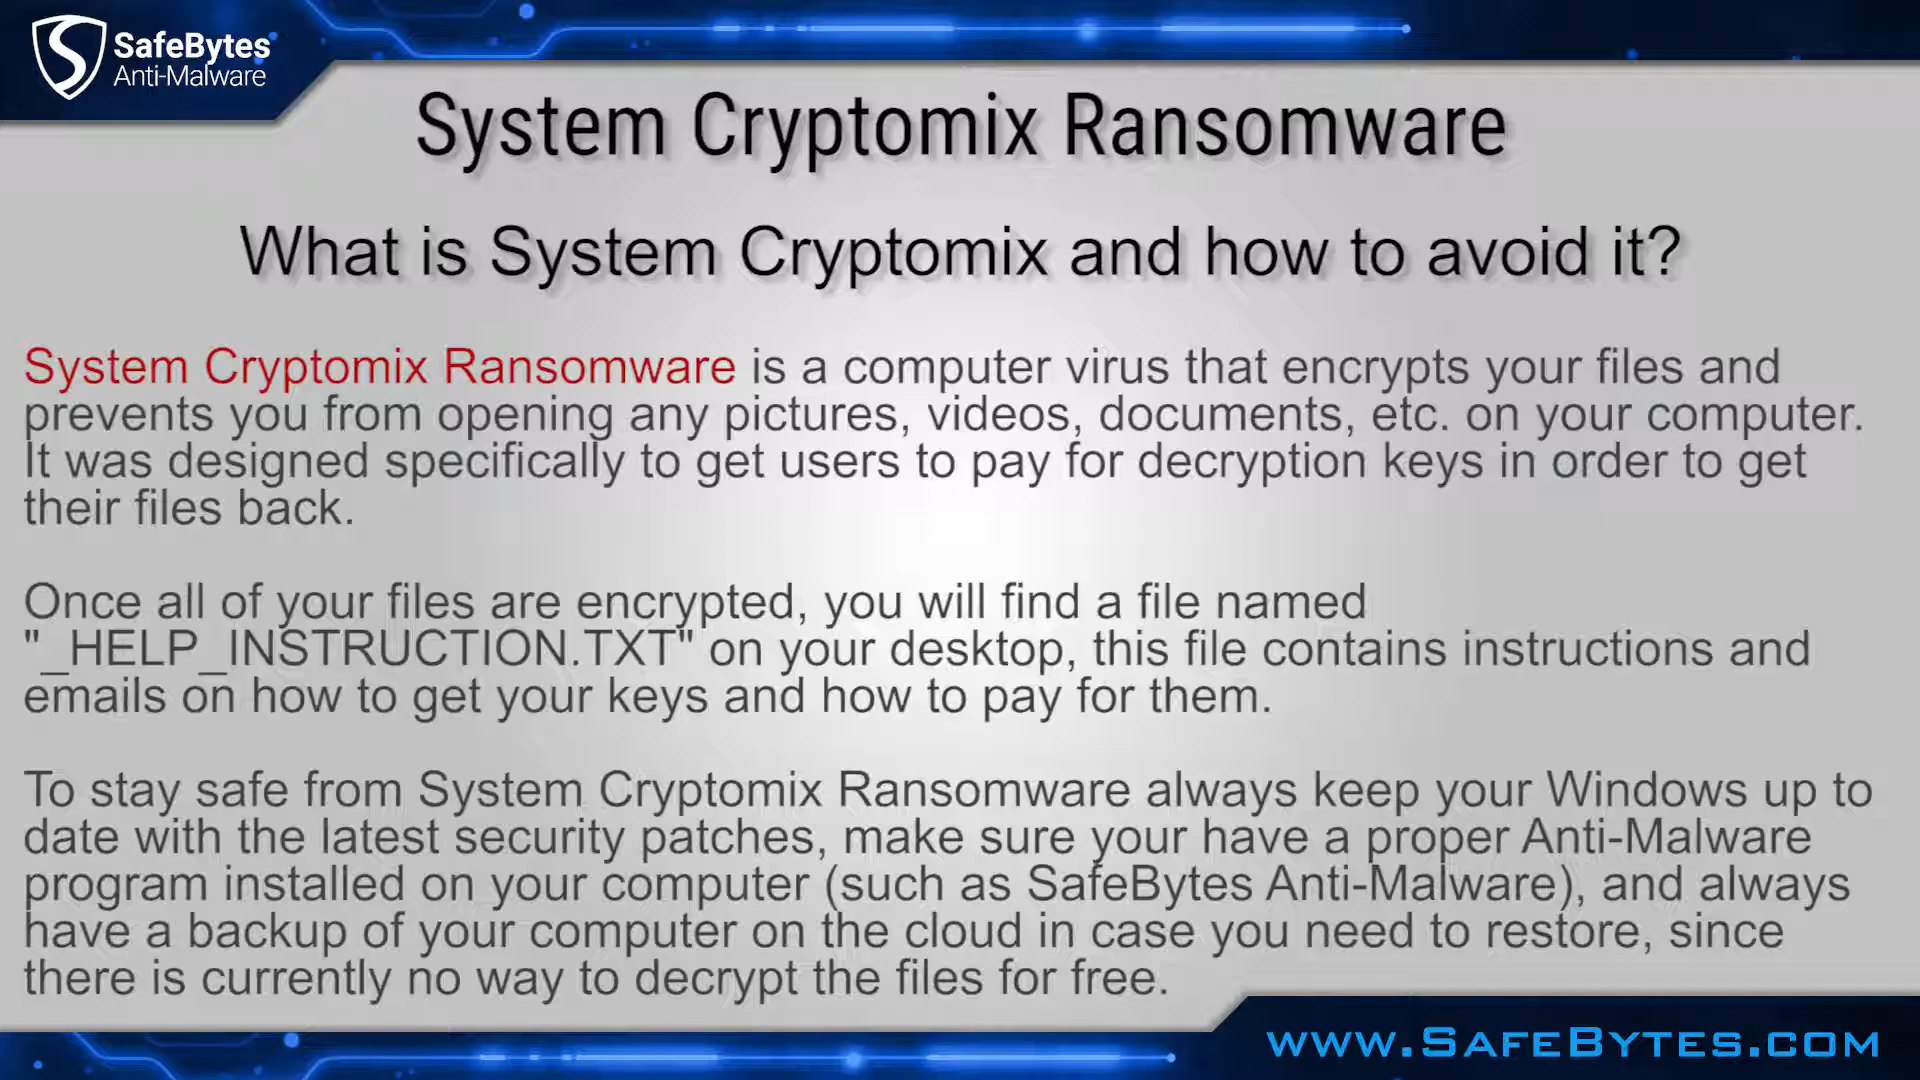 SafeBytes
Anti-Malware
System Cryptomix Ransomware
What is System Cryptomix and how to avoid it?
System Cryptomix Ransomware is a computer virus that encrypts your files and
prevents you from opening any pictures, videos, documents, etc. on your computer.
It was designed specifically to get users to pay for decryption keys in order to get
their files back.
Once all of your files are encrypted, you will find a file named
"_HELP_INSTRUCTION.TXT" on your desktop, this file contains instructions and
emails on how to get your keys and how to pay for them.
To stay safe from System Cryptomix Ransomware always keep your Windows up to
date with the latest security patches, make sure your have a proper Anti-Malware
program installed on your computer (such as SafeBytes Anti-Malware), and always
have a backup of your computer on the cloud in case you need to restore, since
there is currently no way to decrypt the files for free.
www.SafeBytes.com